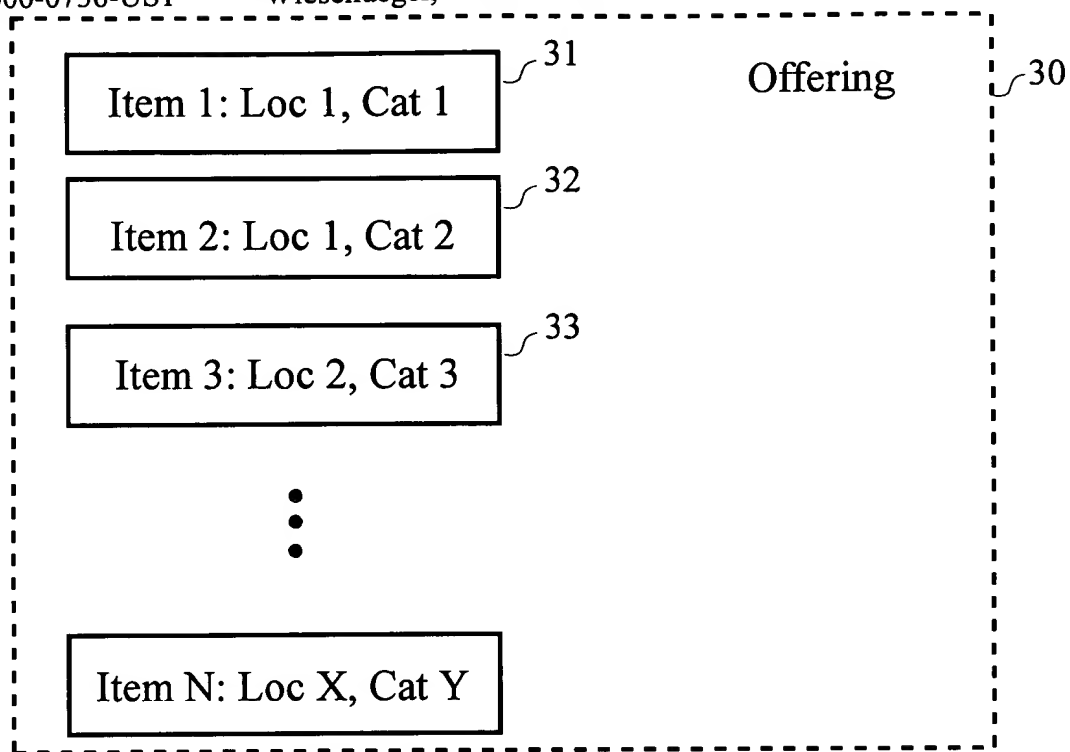 31
Offering
30
Item 1: Loc 1, Cat 1
32
Item 2: Loc 1, Cat 2
33
Item 3: Loc 2, Cat 3
Item N: Loc X, Cat Y